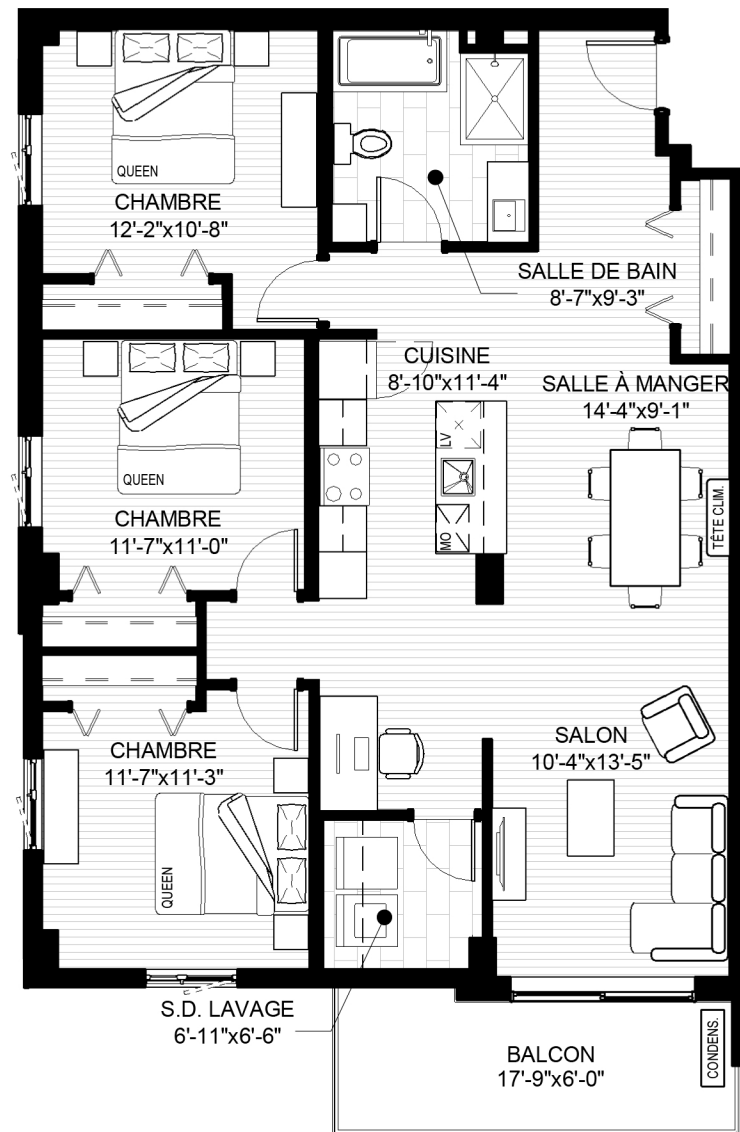 QUEEN
CHAMBRE
12'-2"x10'-8"
SALLE DE BAIN
8'-7"x9'-3"
CUISINE
8'-10"x11'-4"
SALLE À MANGER
14'-4"x9'-1"
LV
MO
TÊTE CLIM.
QUEEN
CHAMBRE
11'-7"x11'-0"
CHAMBRE
11'-7"x11'-3"
QUEEN
SALON
10'-4"x13'-5"
S.D. LAVAGE
6'-11"x6'-6"
BALCON
17'-9"x6'-0"
CONDENS.